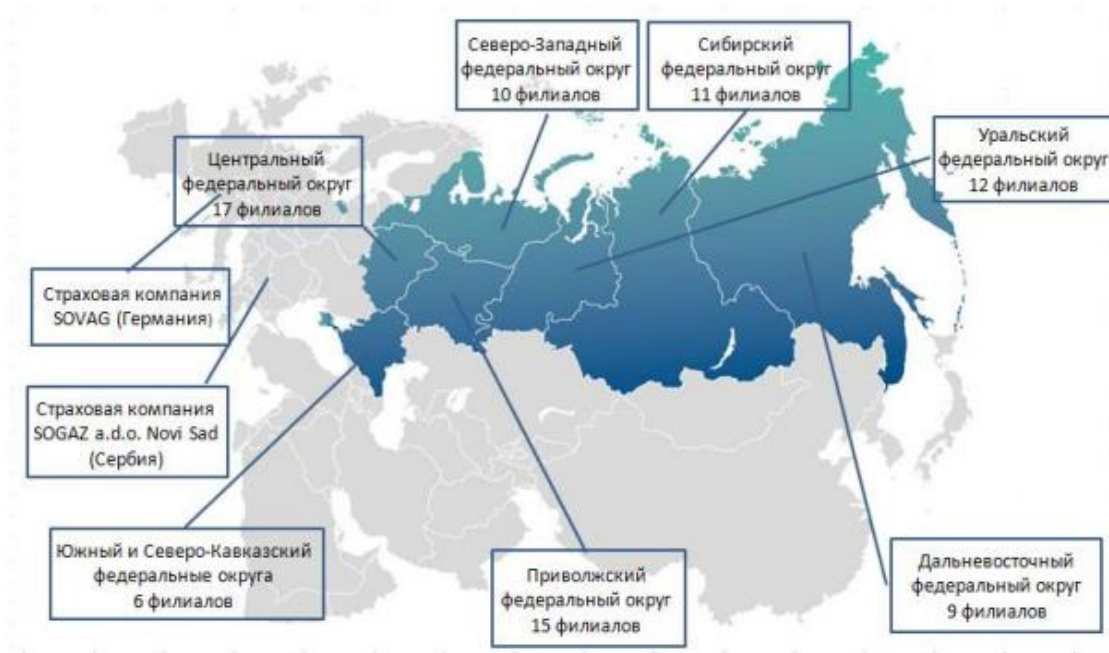 Северо-Западный
федеральный округ
10 филиалов
Сибирский
федеральный округ
11 филиалов
Уральский
федеральный округ
12 филиалов
Центральный
федеральный округ
17 филиалов
Страховая компания
SOVAG (Германия)
Страховая компания
SOGAZ a.d.o. Novi Sad
(Сербия)
Южный и Северо-Кавказский
федеральные округа
6 филиалов
Приволжский
федеральный округ
15 филиалов
Дальневосточный
федеральный округ
9 филиалов